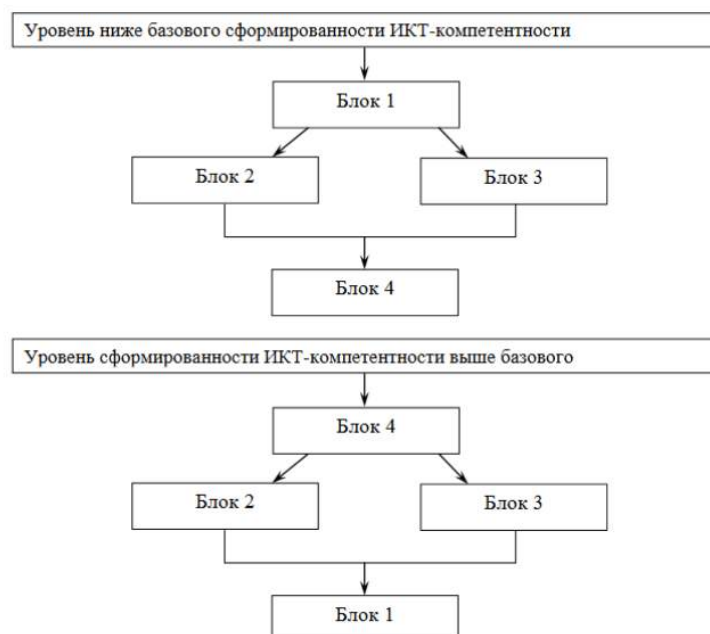 Уровень ниже базового сформированности ИКТ-компетентности
Блок 1
Блок 2
Блок 3
Блок 4
Уровень сформированности ИКТ-компетентности выше базового
Блок 4
Блок 2
Блок 3
Блок 1